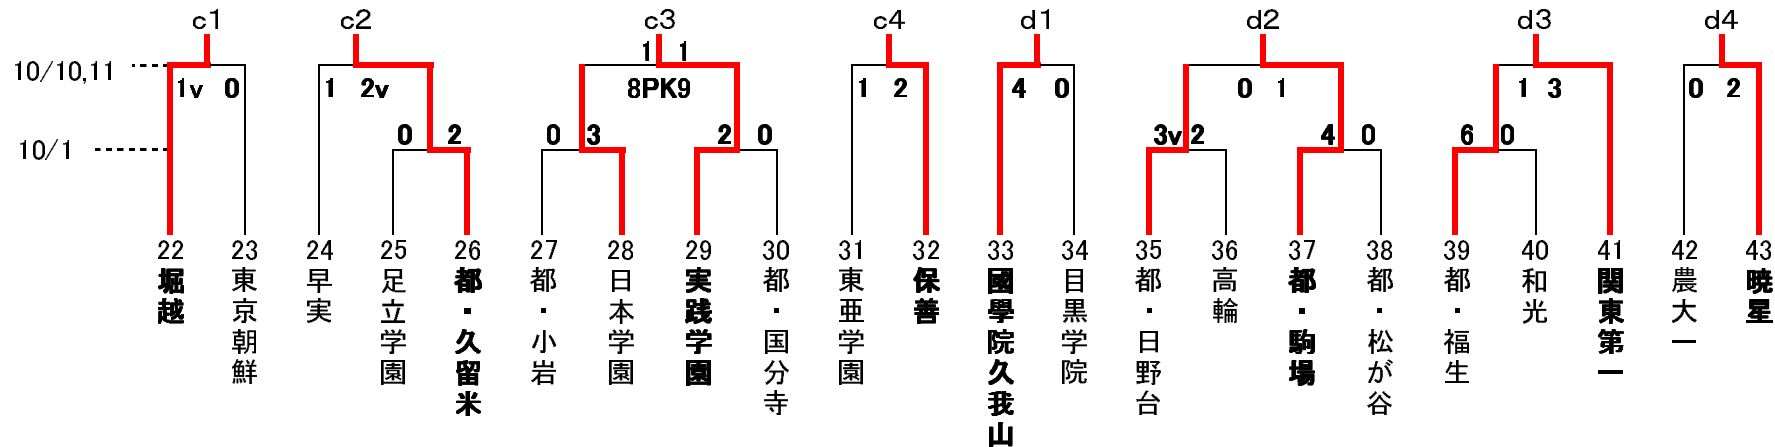 c1 c2 c3 c4 d1 d2 d3 d4
1 1
10/10,11
1v 0 1 2v 8PK9 1 2 4 0 0 1 1 3 0 2
10/1
0 2 0 3 2 0 3v 2 4 0 6 0
22 23 24 25 26 27 28 29 30 31 32 33 34 35 36 37 38 39 40 41 42 43
堀越
東京朝鮮
早実
足立学園
都・久留米
都・小岩
日本学園
実践学園
都・国分寺
東亜学園
保善
國學院久我山
目黒学院
都・日野台
高輪
都・駒場
都・松が谷
都・福生
和光
関東第一
農大一
暁星